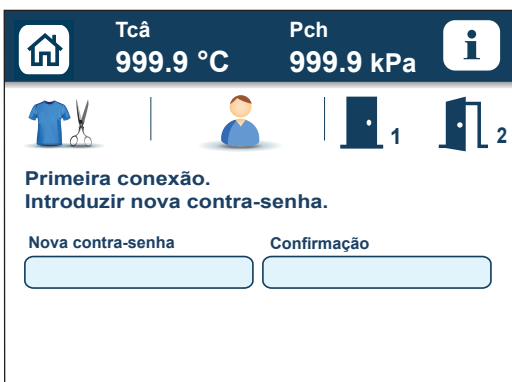 Tcâ Pch
999.9 °C 999.9 kPa
i
1 2
Primeira conexão.
Introduzir nova contra-senha.
Nova contra-senha Confirmação